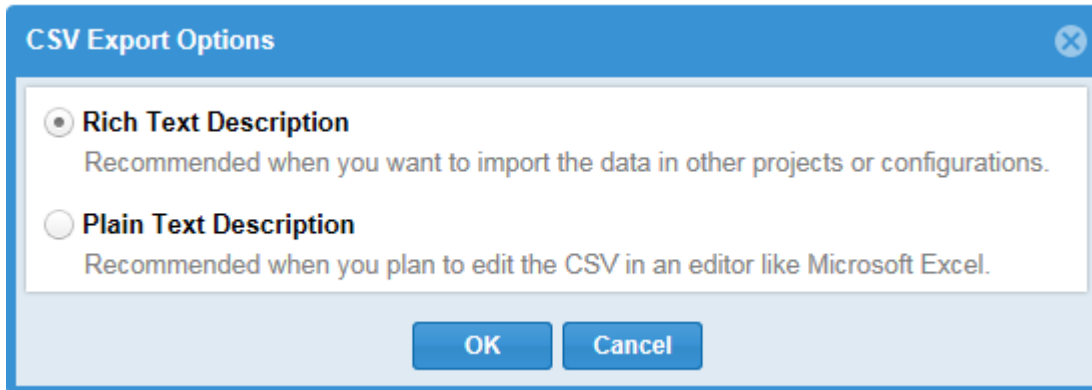 CSV Export Options
Rich Text Description
Recommended when you want to import the data in other projects or configurations.
Plain Text Description
Recommended when you plan to edit the CSV in an editor like Microsoft Excel.
OK Cancel